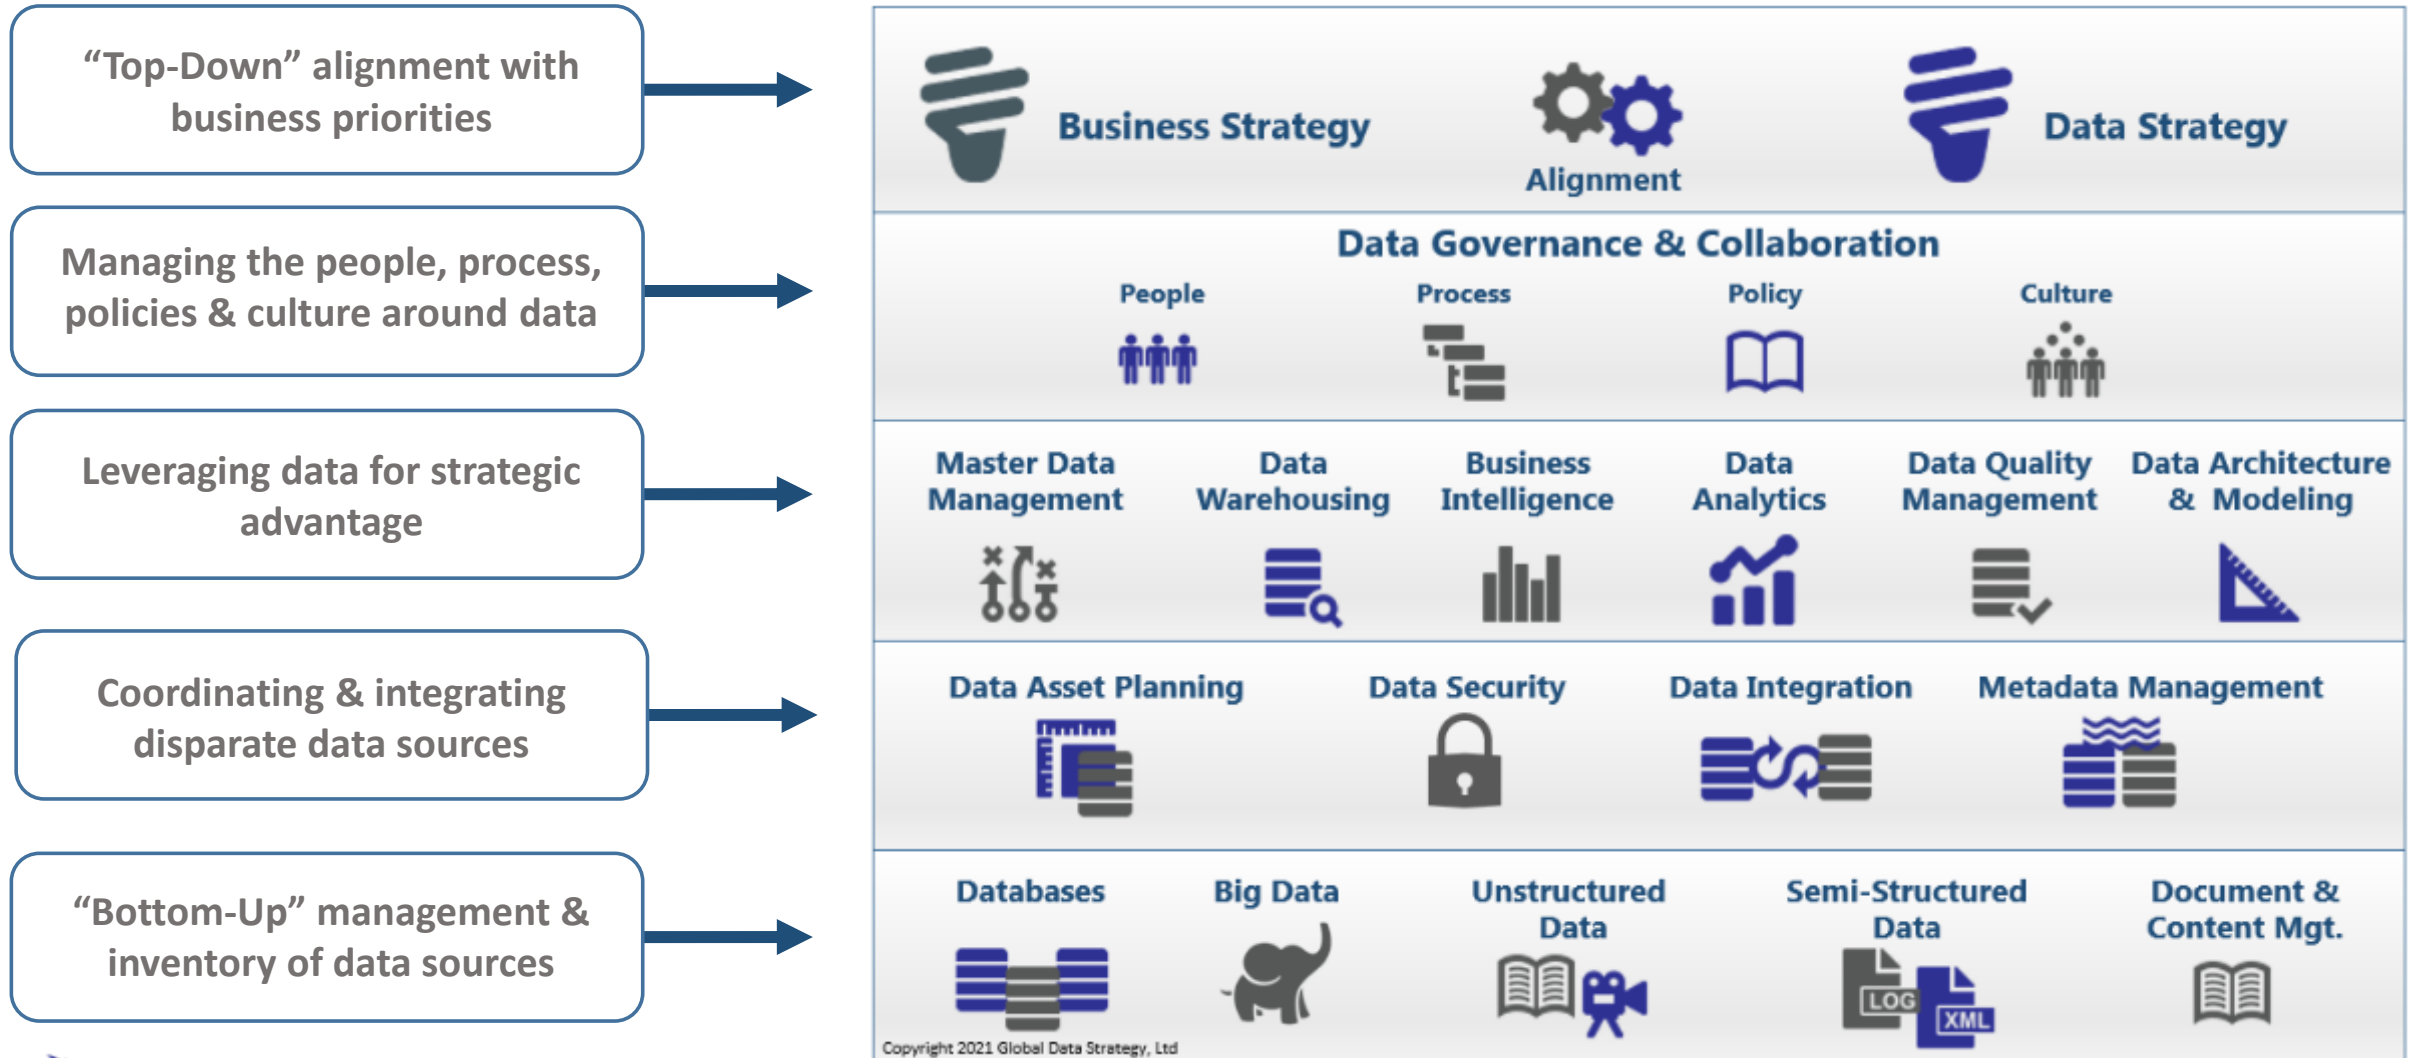 “Top-Down” alignment with
business priorities
Business Strategy
Alignment
Data Strategy
Managing the people, process,
policies & culture around data
Data Governance & Collaboration
People
Process
Policy
Culture
Leveraging data for strategic
advantage
Master Data
Management
Data
Warehousing
Business
Intelligence
Data
Analytics
Data Quality
Management
Data Architecture
& Modeling
Coordinating & integrating
disparate data sources
Data Asset Planning
Data Security
Data Integration
Metadata Management
“Bottom-Up” management &
inventory of data sources
Databases
Big Data
Unstructured
Data
Semi-Structured
Data
LOG
XML
Document &
Content Mgt.
Copyright 2021 Global Data Strategy, Ltd